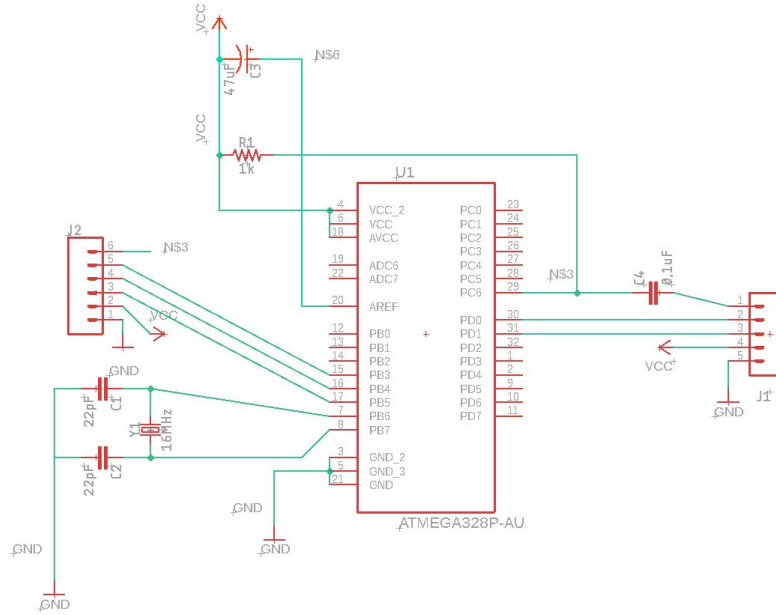 VCC
47uF
C3
N$6
VCC
R1
1k
U1
4 VCC_2 PC0 23
6 VCC PC1 24
18 AVCC PC2 25
PC3 26
19 ADC6 PC4 27
22 ADC7 PC5 28
PC6 29
20 AREF
PD0 30
12 PB0 PD1 31
13 PB1 PD2 32
14 PB2 PD3 1
15 PB3 PD4 2
16 PB4 PD5 9
17 PB5 PD6 10
7 PB6 PD7 11
8 PB7
3 GND_2
5 GND_3
21 GND
ATMEGA328P-AU
J2
6 N$3
5
4
3
2 VCC
1
GND
22pF
C1
Y1
16MHz
22pF
C2
GND
GND
GND
GND
N$3
C4
0.1uF
1
2
3
4
5
VCC
GND
J1